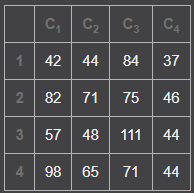 C₁ C₂ C₃ C₄
1 42 44 84 37
2 82 71 75 46
3 57 48 111 44
4 98 65 71 44